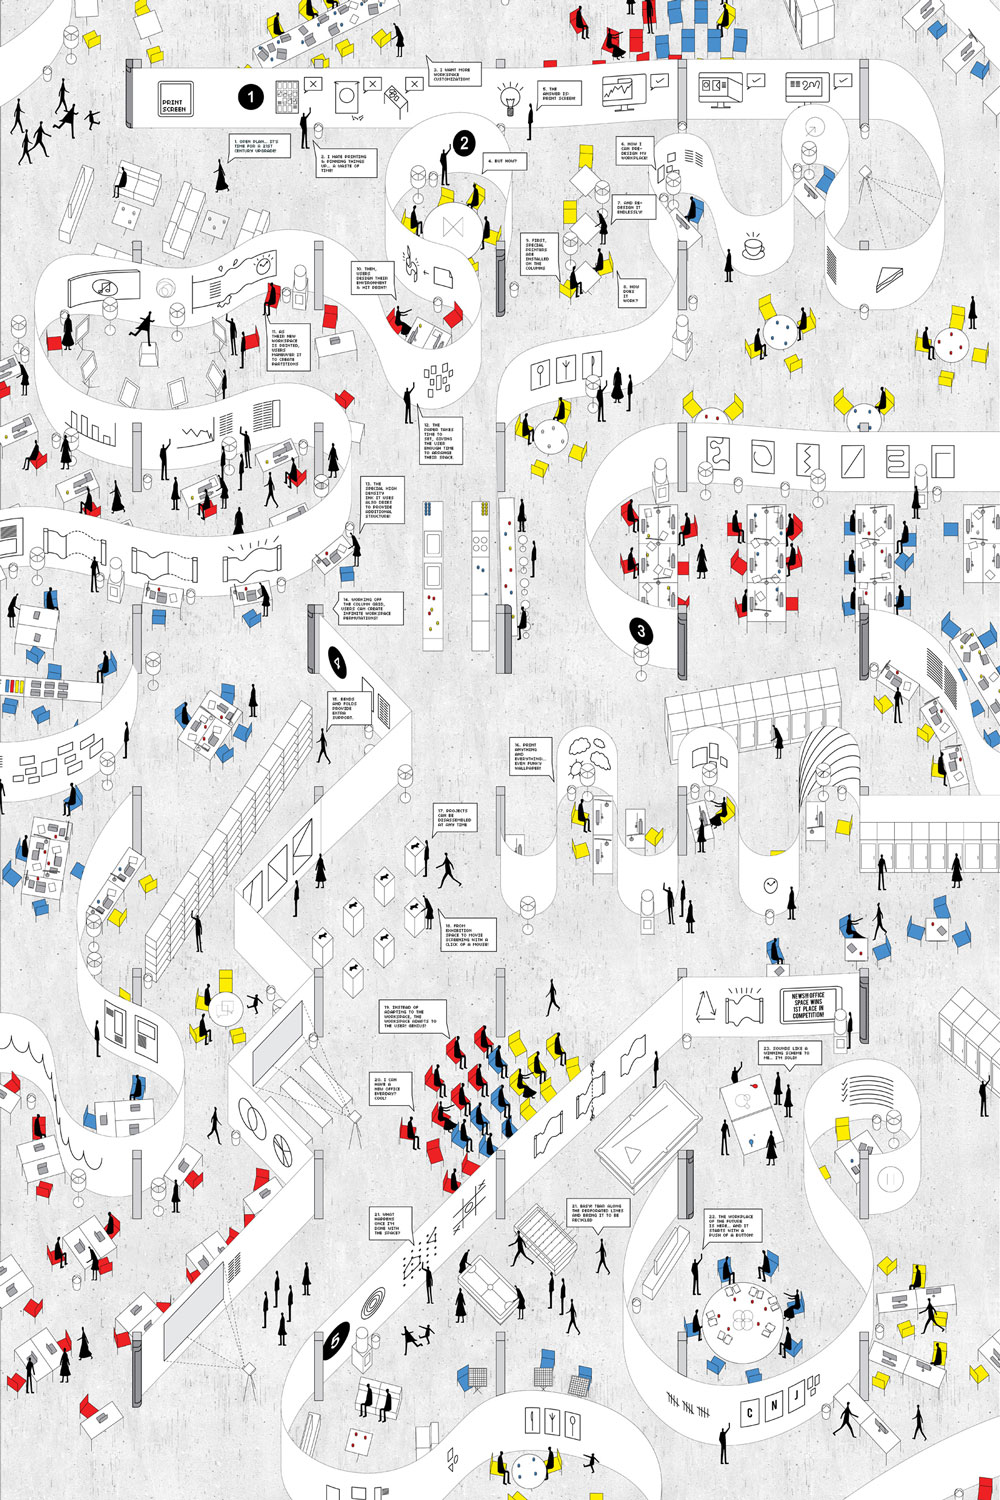 3. I WANT MORE
WORKSPACE
CUSTOMIZATION!
PRINT
SCREEN
1
5. THE
ANSWER IS:
PRINT SCREEN!
1. OPEN PLAN... IT'S
TIME FOR A 21ST
CENTURY UPGRADE!
2. I HATE PRINTING
& PINNING THINGS
UP... A WASTE OF
TIME!
2
4. BUT HOW?
6. NOW I
CAN PRE-
DESIGN MY
WORKPLACE!
7. AND RE-
DESIGN IT
ENDLESSLY!
9. FIRST,
SPECIAL
PRINTERS
ARE
INSTALLED
ON THE
COLUMNS
8. HOW
DOES
IT
WORK?
10. THEN,
USERS
DESIGN THEIR
ENVIRONMENT
& HIT PRINT!
11. AS
THEIR NEW
WORKSPACE
IS PRINTED,
USERS
MANEUVER IT
TO CREATE
PARTITIONS
12. THE
PAPER TAKES
TIME TO
SET, GIVING
THE USER
ENOUGH TIME
TO ARRANGE
THEIR SPACE.
13. THE
SPECIAL HIGH
DENSITY
INK IT USES
ALSO DRIES
TO PROVIDE
ADDITIONAL
STRUCTURE!
14. WORKING OFF
THE COLUMN GRID,
USERS CAN CREATE
INFINITE WORKSPACE
PERMUTATIONS!
3
4
15. BENDS
AND FOLDS
PROVIDE
EXTRA
SUPPORT.
16. PRINT
ANYTHING
AND
EVERYTHING...
EVEN FUNKY
WALLPAPER!
17. PROJECTS
CAN BE
DISASSEMBLED
AT ANY TIME
18. FROM
EXHIBITION
SPACE TO MOVIE
SCREENING WITH A
CLICK OF A MOUSE!
19. INSTEAD OF
ADAPTING TO THE
WORKSPACE, THE
WORKSPACE ADAPTS TO
THE USER! GENIUS!
NEWS!!! OFFICE
SPACE WINS
1ST PLACE IN
COMPETITION!
23. SOUNDS LIKE A
WINNING SCHEME TO
ME... I'M SOLD!
20. I CAN
HAVE A
NEW OFFICE
EVERYDAY?
COOL!
21. WHAT
HAPPENS
ONCE I'M
DONE WITH
THE SPACE?
21. EASY! TEAR ALONG
THE PERFORATED LINES
AND BRING IT TO BE
RECYCLED
22. THE WORKPLACE
OF THE FUTURE
IS HERE... AND IT
STARTS WITH A
PUSH OF A BUTTON!
5
C N J